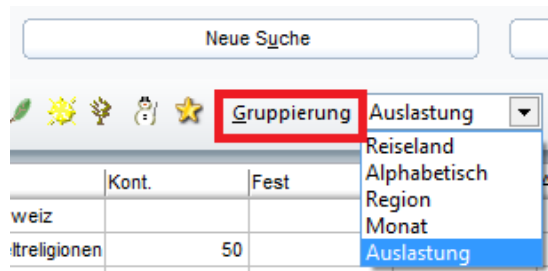 Neue Suche
Gruppierung Auslastung
Reiseland
Alphabetisch
Region
Monat
Auslastung
Kont. Fest
weiz
ltreligionen 50